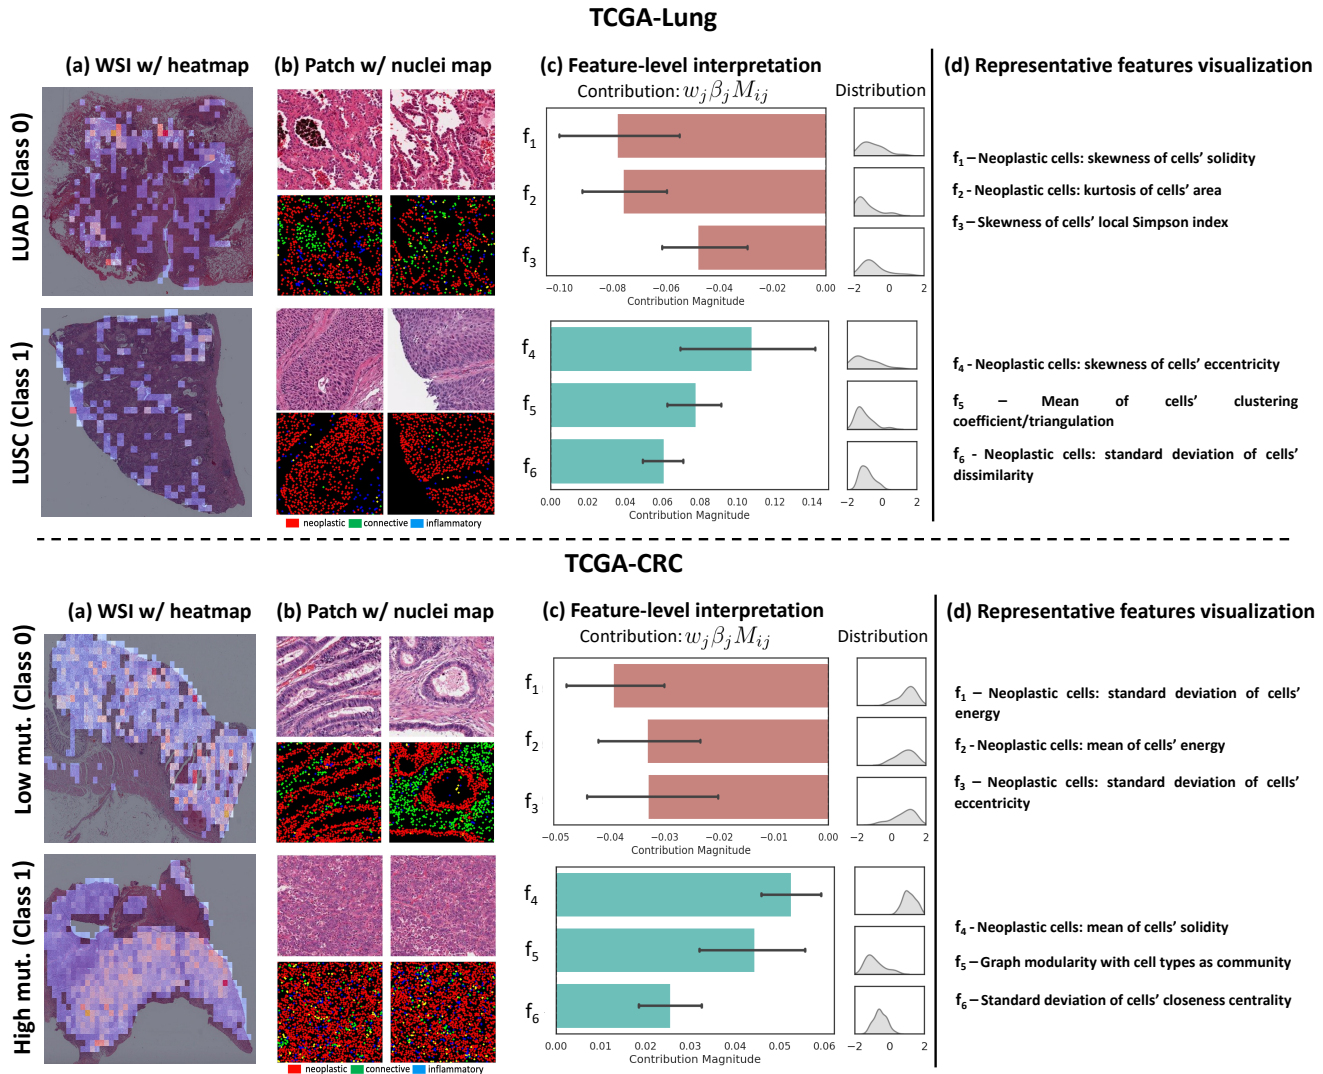 TCGA-Lung
(a) WSI w/ heatmap
(b) Patch w/ nuclei map
(c) Feature-level interpretation
(d) Representative features visualization
Contribution: wⱼβⱼMᵢⱼ
Distribution
LUAD (Class 0)
f₁
f₂
f₃
−0.10 −0.08 −0.06 −0.04 −0.02 0.00
Contribution Magnitude
−2 0 2
f₁ – Neoplastic cells: skewness of cells' solidity
f₂ - Neoplastic cells: kurtosis of cells' area
f₃ – Skewness of cells' local Simpson index
LUSC (Class 1)
f₄
f₅
f₆
0.00 0.02 0.04 0.06 0.08 0.10 0.12 0.14
Contribution Magnitude
−2 0 2
f₄ - Neoplastic cells: skewness of cells' eccentricity
f₅ – Mean of cells' clustering
coefficient/triangulation
f₆ - Neoplastic cells: standard deviation of cells'
dissimilarity
neoplastic connective inflammatory
TCGA-CRC
(a) WSI w/ heatmap
(b) Patch w/ nuclei map
(c) Feature-level interpretation
(d) Representative features visualization
Contribution: wⱼβⱼMᵢⱼ
Distribution
Low mut. (Class 0)
f₁
f₂
f₃
−0.05 −0.04 −0.03 −0.02 −0.01 0.00
Contribution Magnitude
−2 0 2
f₁ – Neoplastic cells: standard deviation of cells'
energy
f₂ - Neoplastic cells: mean of cells' energy
f₃ – Neoplastic cells: standard deviation of cells'
eccentricity
High mut. (Class 1)
f₄
f₅
f₆
0.00 0.01 0.02 0.03 0.04 0.05 0.06
Contribution Magnitude
−2 0 2
f₄ - Neoplastic cells: mean of cells' solidity
f₅ – Graph modularity with cell types as community
f₆ – Standard deviation of cells' closeness centrality
neoplastic connective inflammatory